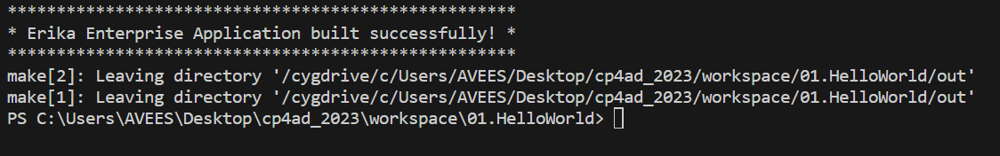 ****************************************************
* Erika Enterprise Application built successfully! *
****************************************************
make[2]: Leaving directory '/cygdrive/c/Users/AVEES/Desktop/cp4ad_2023/workspace/01.HelloWorld/out'
make[1]: Leaving directory '/cygdrive/c/Users/AVEES/Desktop/cp4ad_2023/workspace/01.HelloWorld/out'
PS C:\Users\AVEES\Desktop\cp4ad_2023\workspace\01.HelloWorld>